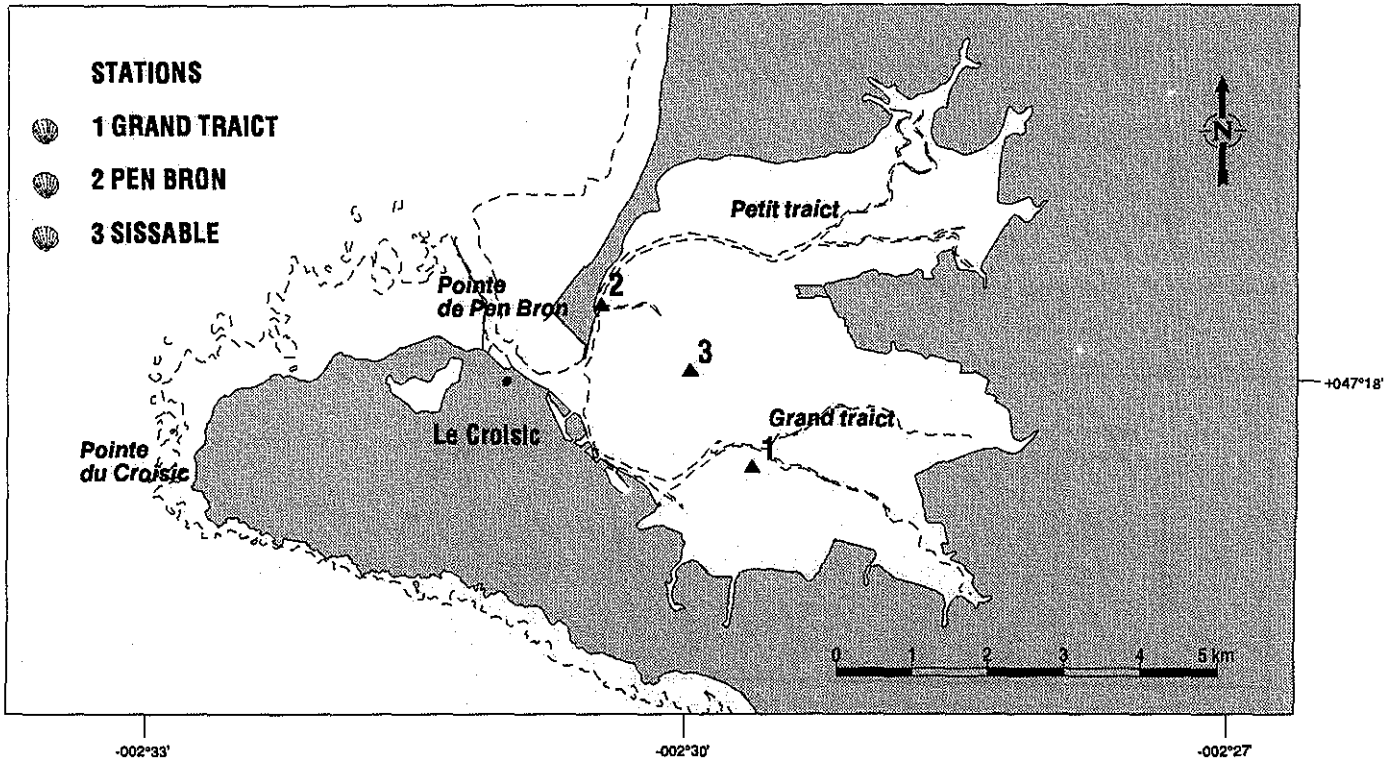 STATIONS
1 GRAND TRAICT
2 PEN BRON
3 SISSABLE
N
Petit traict
Pointe
de Pen Bron
2
3
+047°18'
Grand traict
Le Croisic
1
Pointe
du Croisic
0 1 2 3 4 5 km
-002°33' -002°30' -002°27'